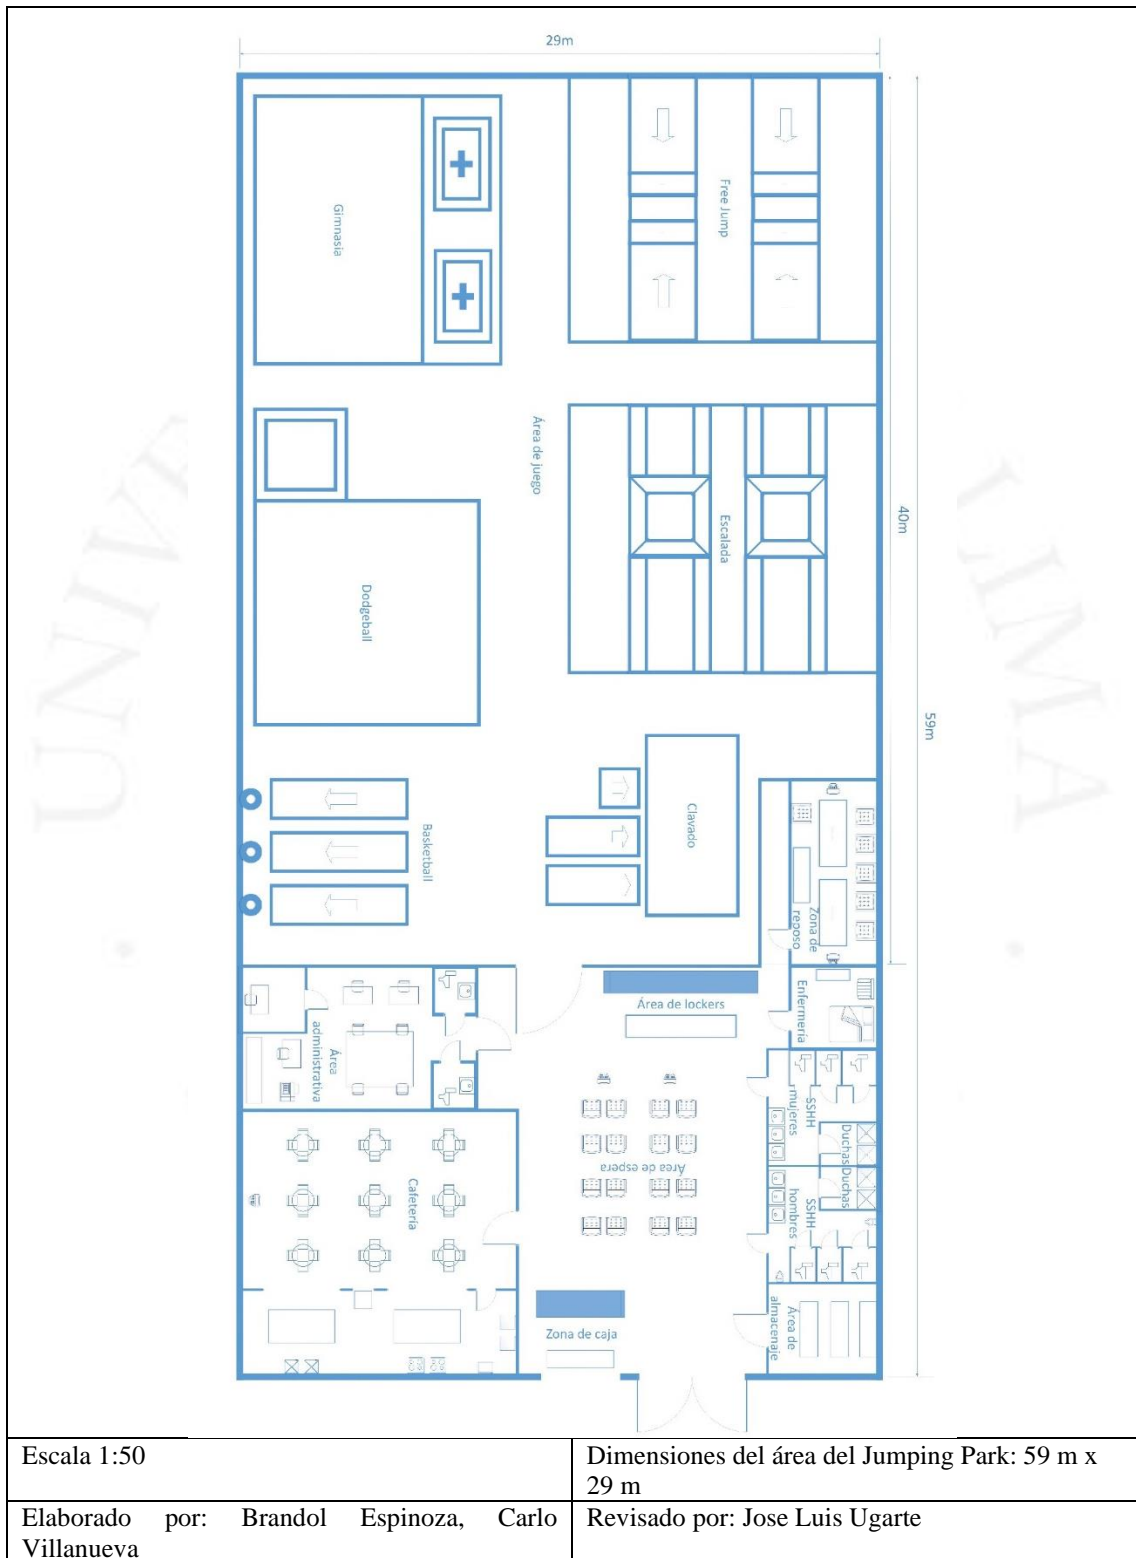 29m
Gimnasia
Free Jump
Área de juego
40m
Escalada
Dodgeball
59m
Clavado
Basketball
Zona de
reposo
Área de lockers
Enfermería
Área
administrativa
SSHH
mujeres
Duchas
Área de espera
Duchas
SSHH
hombres
Cafetería
Área de
almacenaje
Zona de caja
UNIVE
LIMA
Escala 1:50
Dimensiones del área del Jumping Park: 59 m x
29 m
Elaborado por: Brandol Espinoza, Carlo
Villanueva
Revisado por: Jose Luis Ugarte